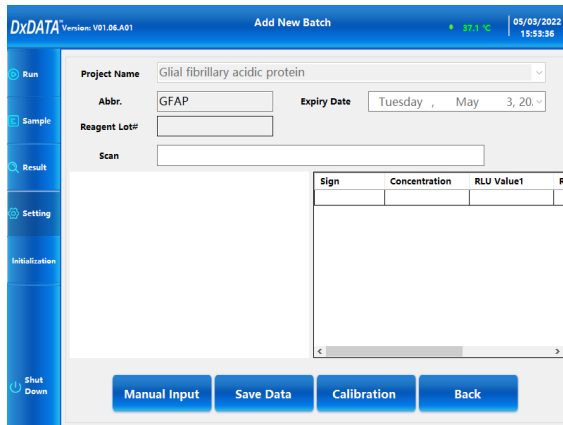 DxDATA™ Version: V01.06.A01
Add New Batch
37.1 ℃
05/03/2022
15:53:36
Run
Sample
Result
Setting
Initialization
Shut
Down
Project Name
Glial fibrillary acidic protein
Abbr.
GFAP
Expiry Date
Tuesday , May 3, 20.
Reagent Lot#
Scan
Sign
Concentration
RLU Value1
Manual Input
Save Data
Calibration
Back